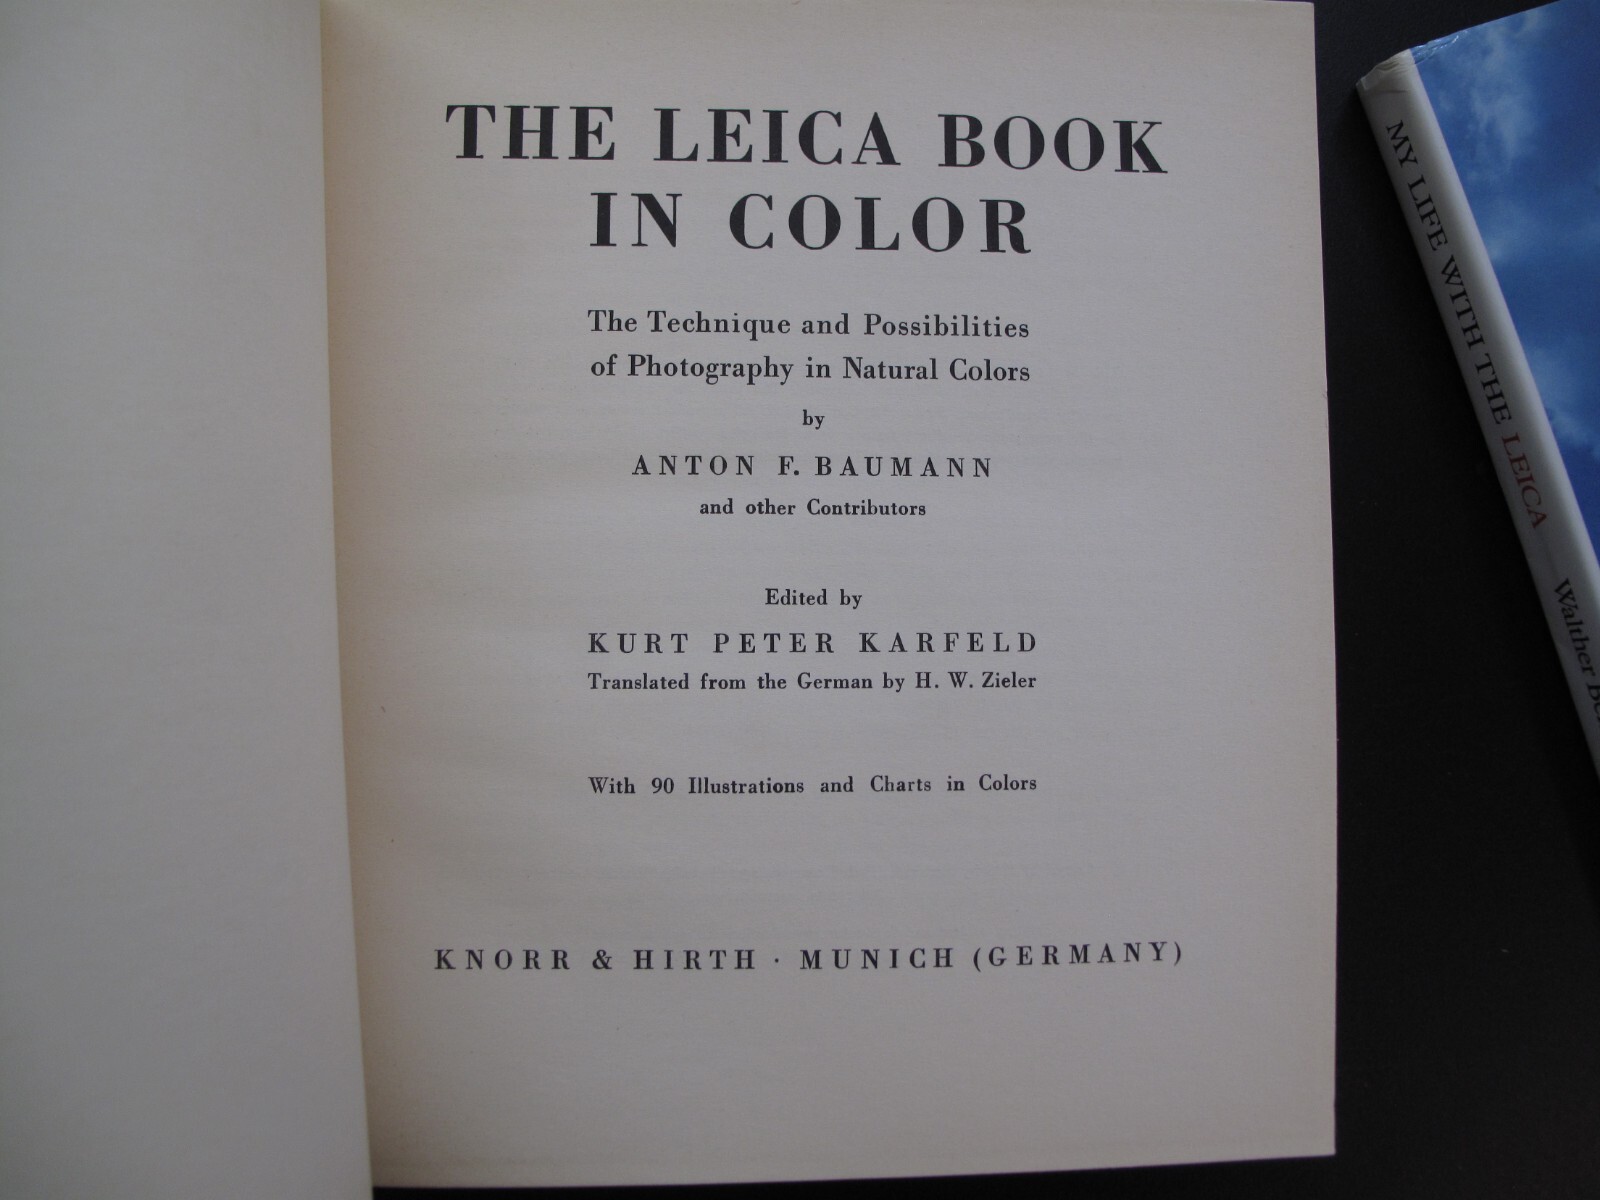 THE LEICA BOOK
IN COLOR
The Technique and Possibilities
of Photography in Natural Colors
by
ANTON F. BAUMANN
and other Contributors
Edited by
KURT PETER KARFELD
Translated from the German by H. W. Zieler
With 90 Illustrations and Charts in Colors
KNORR & HIRTH · MUNICH (GERMANY)
MY LIFE WITH THE LEICA Walther